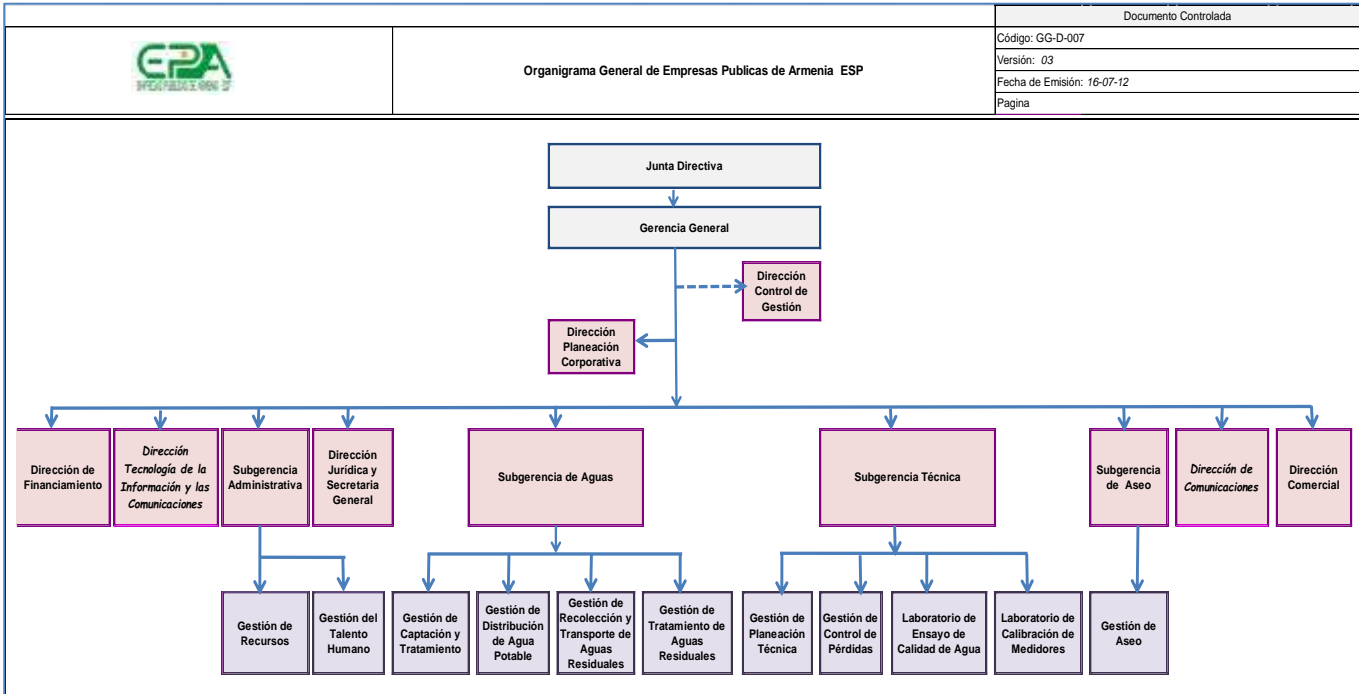 Documento Controlada
EPA
EMPRESAS PUBLICAS DE ARMENIA ESP
Organigrama General de Empresas Publicas de Armenia ESP
Código: GG-D-007
Versión: 03
Fecha de Emisión: 16-07-12
Pagina
Junta Directiva
Gerencia General
Dirección
Control de
Gestión
Dirección
Planeación
Corporativa
Dirección de
Financiamiento
Dirección
Tecnología de la
Información y las
Comunicaciones
Subgerencia
Administrativa
Dirección
Jurídica y
Secretaria
General
Subgerencia de Aguas
Subgerencia Técnica
Subgerencia
de Aseo
Dirección de
Comunicaciones
Dirección
Comercial
Gestión de
Recursos
Gestión del
Talento
Humano
Gestión de
Captación y
Tratamiento
Gestión de
Distribución
de Agua
Potable
Gestión de
Recolección y
Transporte de
Aguas
Residuales
Gestión de
Tratamiento de
Aguas
Residuales
Gestión de
Planeación
Técnica
Gestión de
Control de
Pérdidas
Laboratorio de
Ensayo de
Calidad de Agua
Laboratorio de
Calibración de
Medidores
Gestión de
Aseo